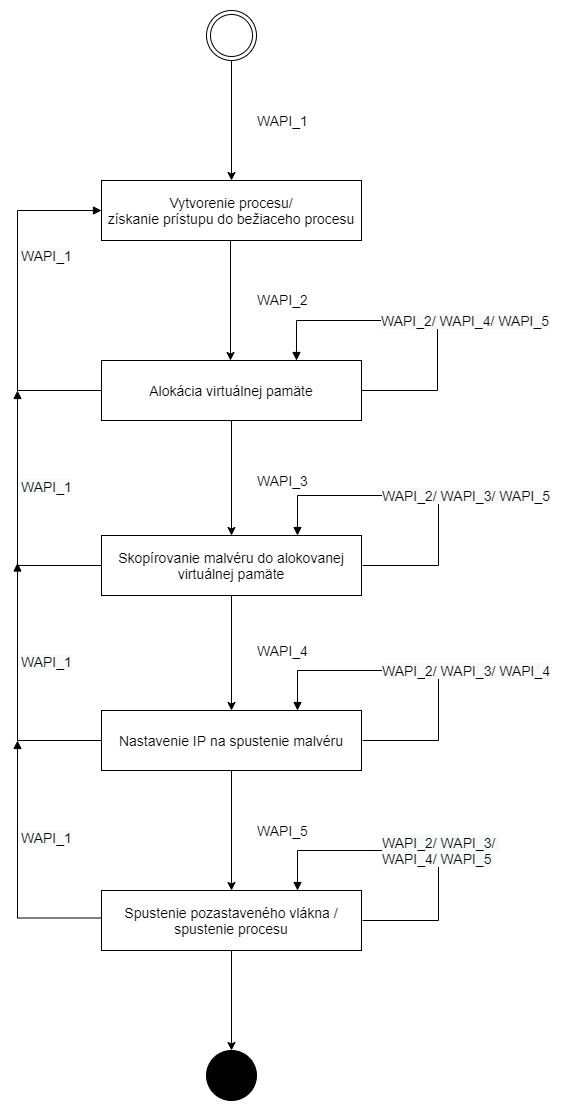 WAPI_1
Vytvorenie procesu/
získanie prístupu do bežiaceho procesu
WAPI_1
WAPI_2
WAPI_2/ WAPI_4/ WAPI_5
Alokácia virtuálnej pamäte
WAPI_3
WAPI_1
WAPI_2/ WAPI_3/ WAPI_5
Skopírovanie malvéru do alokovanej
virtuálnej pamäte
WAPI_4
WAPI_1
WAPI_2/ WAPI_3/ WAPI_4
Nastavenie IP na spustenie malvéru
WAPI_5
WAPI_1
WAPI_2/ WAPI_3/
WAPI_4/ WAPI_5
Spustenie pozastaveného vlákna /
spustenie procesu